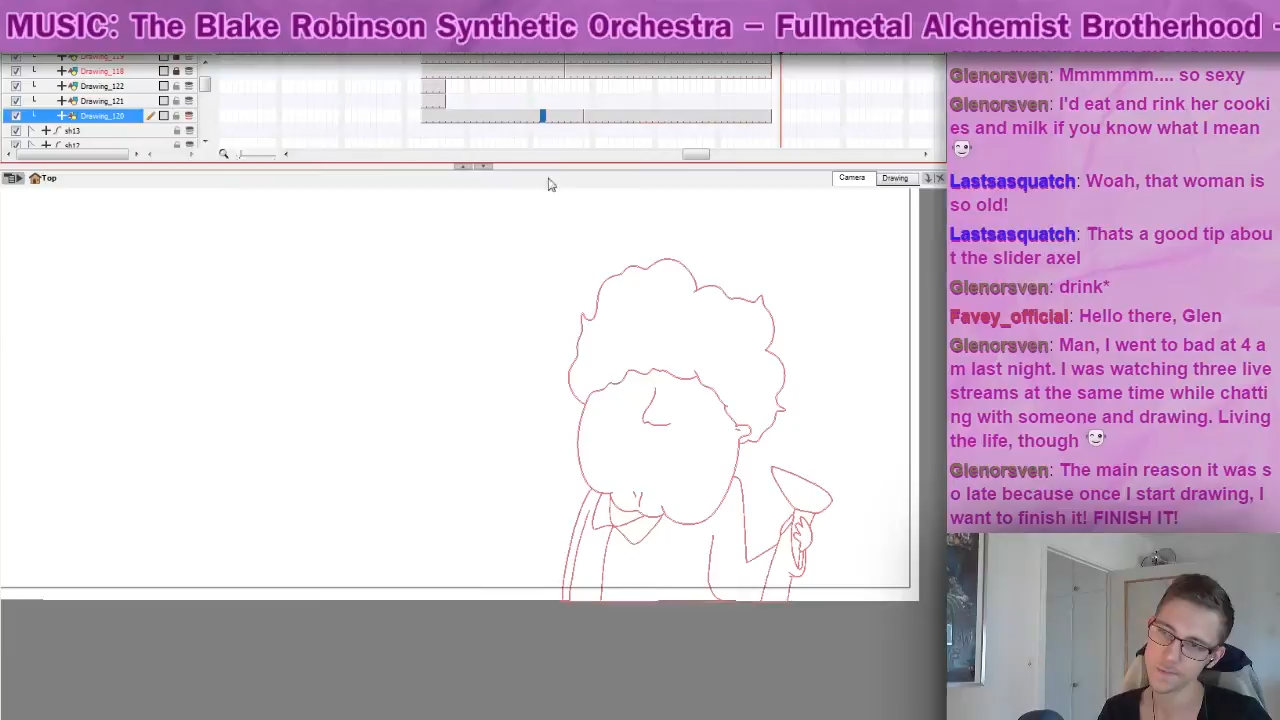 MUSIC: The Blake Robinson Synthetic Orchestra – Fullmetal Alchemist Brotherhood -
Drawing_119
Drawing_118
Drawing_122
Drawing_121
Drawing_120
sh13
sh12
Top
Camera
Drawing
Glenorsven: Mmmmmm.... so sexy
Glenorsven: I'd eat and rink her cooki
es and milk if you know what I mean
Lastsasquatch: Woah, that woman is
so old!
Lastsasquatch: Thats a good tip abou
t the slider axel
Glenorsven: drink*
Favey_official: Hello there, Glen
Glenorsven: Man, I went to bad at 4 a
m last night. I was watching three live
streams at the same time while chatti
ng with someone and drawing. Living
the life, though
Glenorsven: The main reason it was s
o late because once I start drawing, I
want to finish it! FINISH IT!